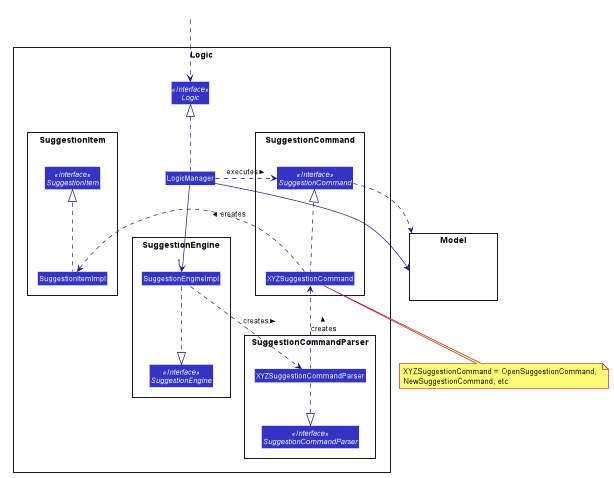 Logic
«Interface»
Logic
SuggestionItem
SuggestionCommand
«interface»
SuggestionItem
LogicManager
executes
«Interface»
SuggestionCommand
creates
Model
SuggestionEngine
1
SuggestionItemImpl
SuggestionEngineImpl
XYZSuggestionCommand
creates
creates
SuggestionCommandParser
«Interface»
SuggestionEngine
XYZSuggestionCommandParser
XYZSuggestionCommand = OpenSuggestionCommand,
NewSuggestionCommand, etc
«Interface»
SuggestionCommandParser